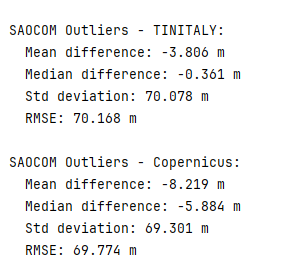 SAOCOM Outliers - TINITALY:
Mean difference: -3.806 m
Median difference: -0.361 m
Std deviation: 70.078 m
RMSE: 70.168 m
SAOCOM Outliers - Copernicus:
Mean difference: -8.219 m
Median difference: -5.884 m
Std deviation: 69.301 m
RMSE: 69.774 m